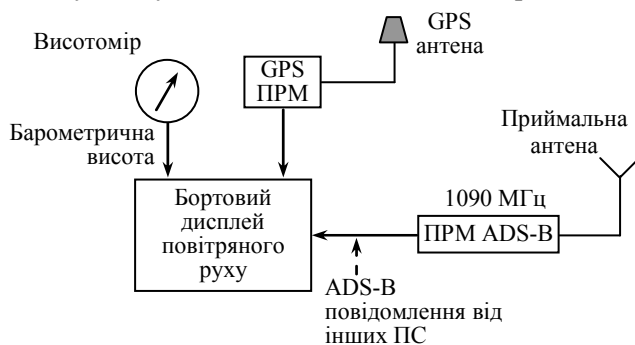 GPS
антена
Висотомір
GPS
ПРМ
Барометрична
висота
Приймальна
антена
Бортовий
дисплей
повітряного
руху
1090 МГц
ПРМ ADS-B
ADS-B
повідомлення від
інших ПС